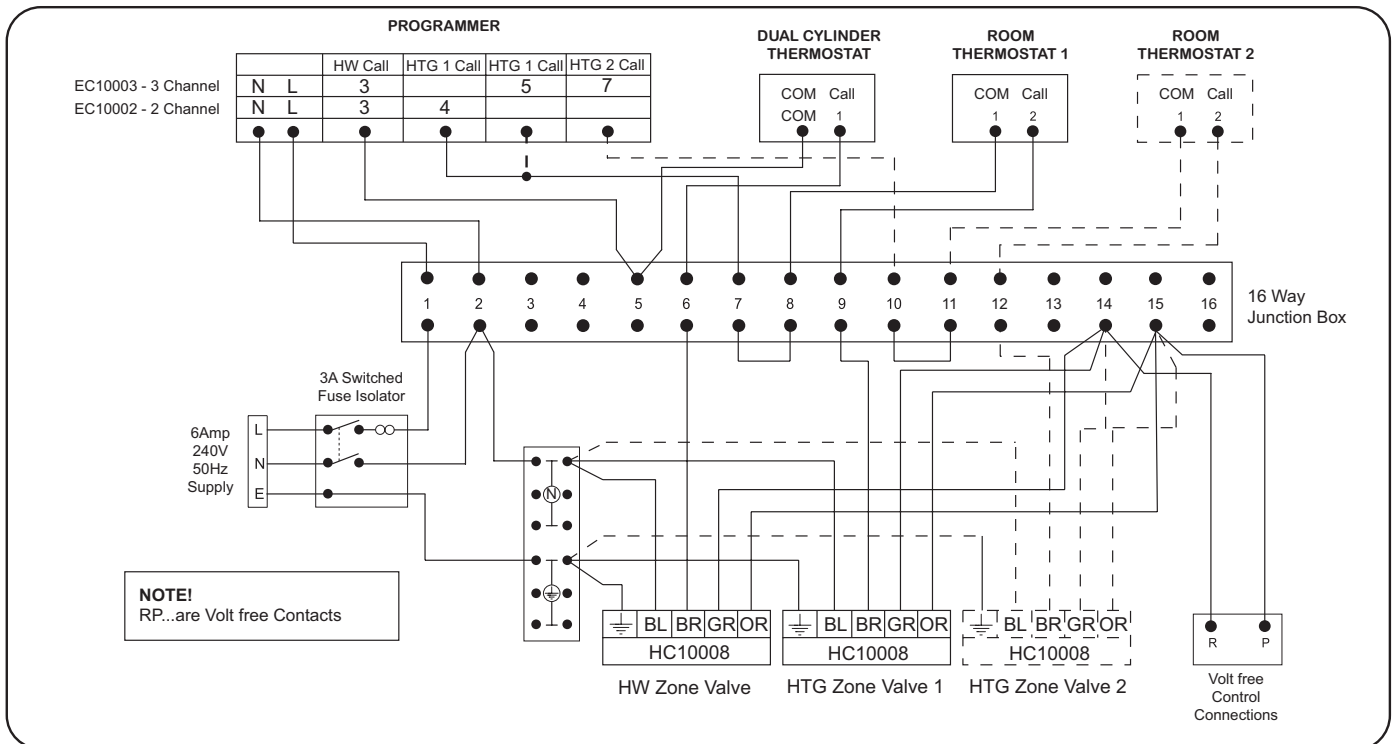 PROGRAMMER
HW Call HTG 1 Call HTG 1 Call HTG 2 Call
EC10003 - 3 Channel N L 3 5 7
EC10002 - 2 Channel N L 3 4
DUAL CYLINDER
THERMOSTAT
COM Call
COM 1
ROOM
THERMOSTAT 1
COM Call
1 2
ROOM
THERMOSTAT 2
COM Call
1 2
1 2 3 4 5 6 7 8 9 10 11 12 13 14 15 16
16 Way
Junction Box
3A Switched
Fuse Isolator
6Amp
240V
50Hz
Supply
L
N
E
N
NOTE!
RP...are Volt free Contacts
BL BR GR OR
HC10008
HW Zone Valve
BL BR GR OR
HC10008
HTG Zone Valve 1
BL BR GR OR
HC10008
HTG Zone Valve 2
R P
Volt free
Control
Connections